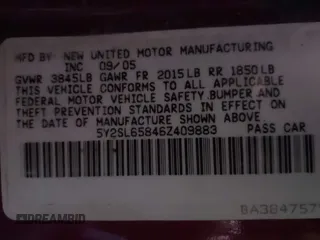 MFD BY: NEW UNITED MOTOR MANUFACTURING
INC 09/05
GVWR 3845LB GAWR FR 2015LB RR 1850LB
THIS VEHICLE CONFORMS TO ALL APPLICABLE
FEDERAL MOTOR VEHICLE SAFETY,BUMPER AND
THEFT PREVENTION STANDARDS IN EFFECT ON
THE DATE OF MANUFACTURE SHOWN ABOVE.
5Y2SL65846Z409883 PASS CAR
BA384757
DREAMBID